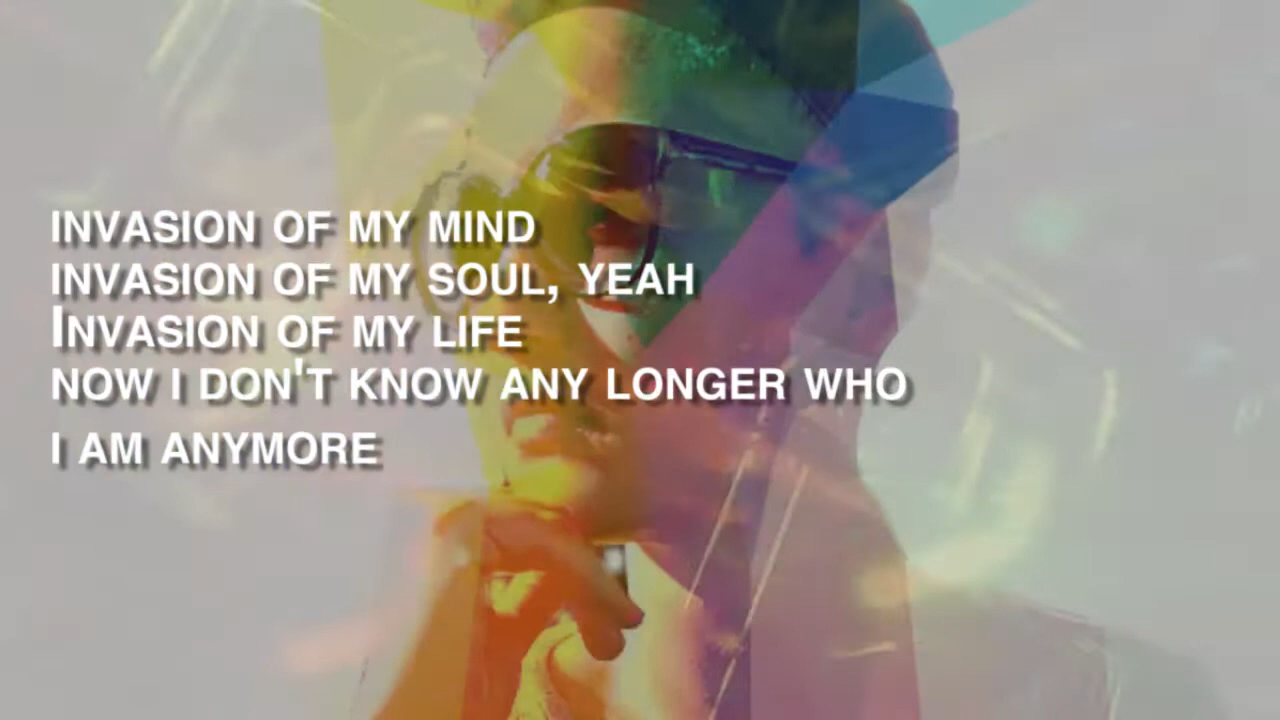 INVASION OF MY MIND
INVASION OF MY SOUL, YEAH
INVASION OF MY LIFE
NOW I DON'T KNOW ANY LONGER WHO
I AM ANYMORE